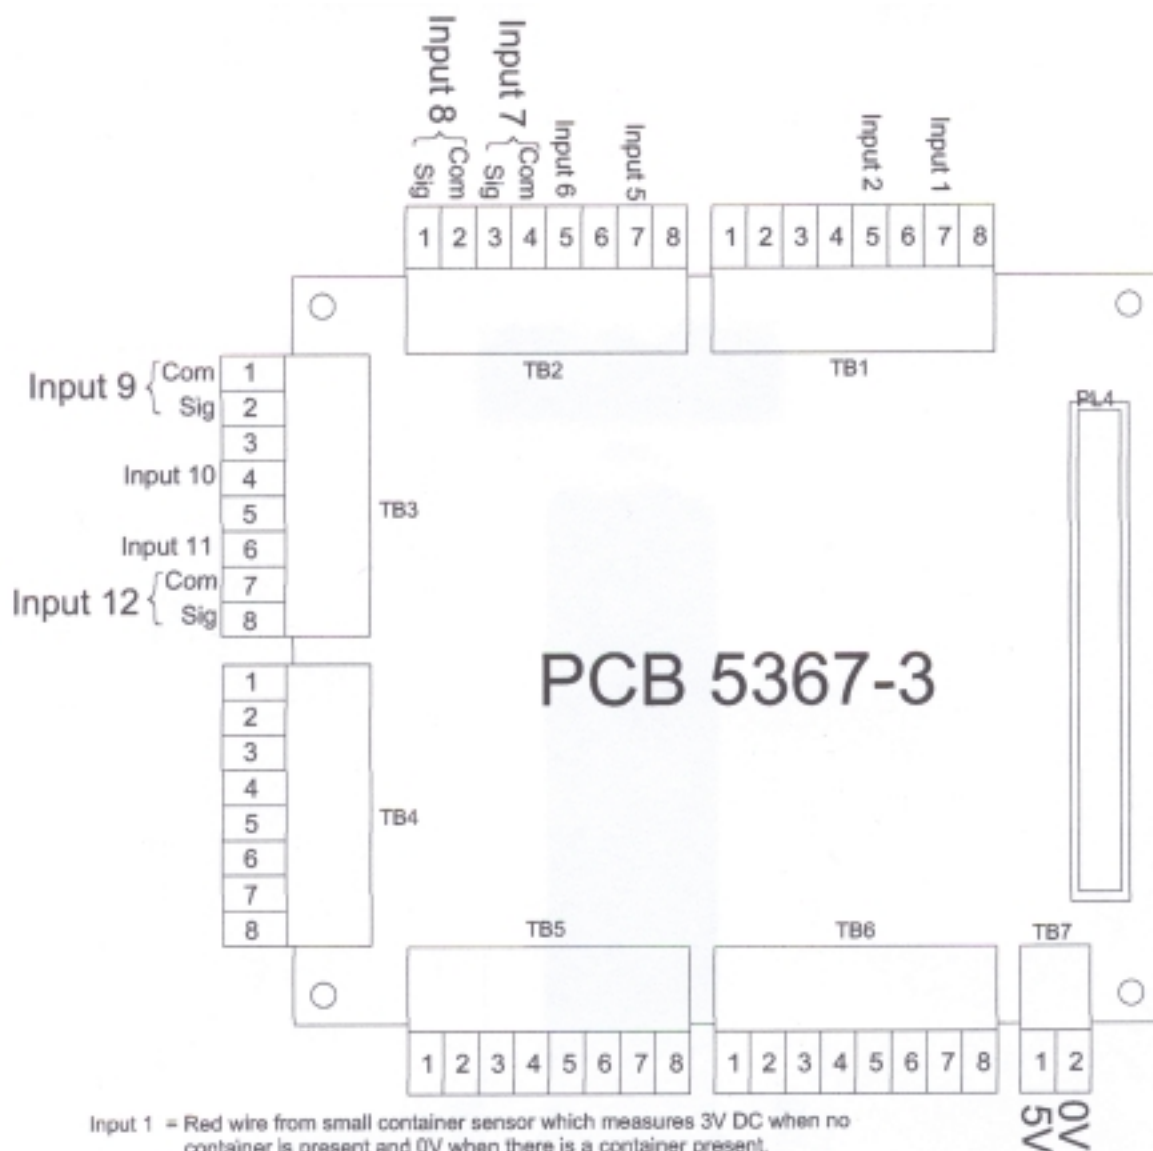 Input 8 Input 7
Sig Com Sig Com Input 6 Input 5 Input 2 Input 1
1 2 3 4 5 6 7 8 1 2 3 4 5 6 7 8
TB2 TB1
PL4
Input 9 Com 1
Sig 2
3
Input 10 4
5
TB3
Input 11 6
Input 12 Com 7
Sig 8
PCB 5367-3
1
2
3
4
5
TB4
6
7
8
TB5 TB6 TB7
1 2 3 4 5 6 7 8 1 2 3 4 5 6 7 8 1 2
5V 0V
Input 1 = Red wire from small container sensor which measures 3V DC when no
container is present and 0V when there is a container present.